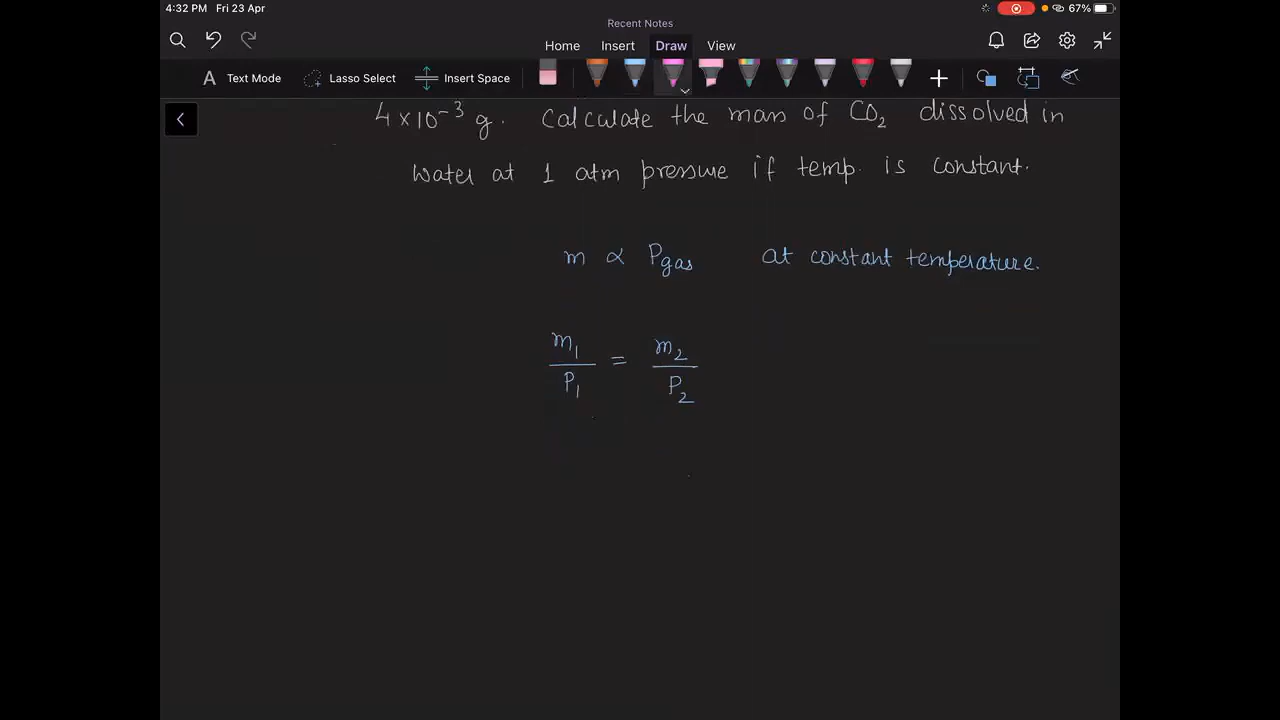 4:32 PM Fri 23 Apr
67%
Recent Notes
Home Insert Draw View
A Text Mode Lasso Select Insert Space
4 × 10⁻³ g. Calculate the mass of CO₂ dissolved in
water at 1 atm pressure if temp. is constant.
m ∝ Pgas at constant temperature.
m₁/P₁ = m₂/P₂